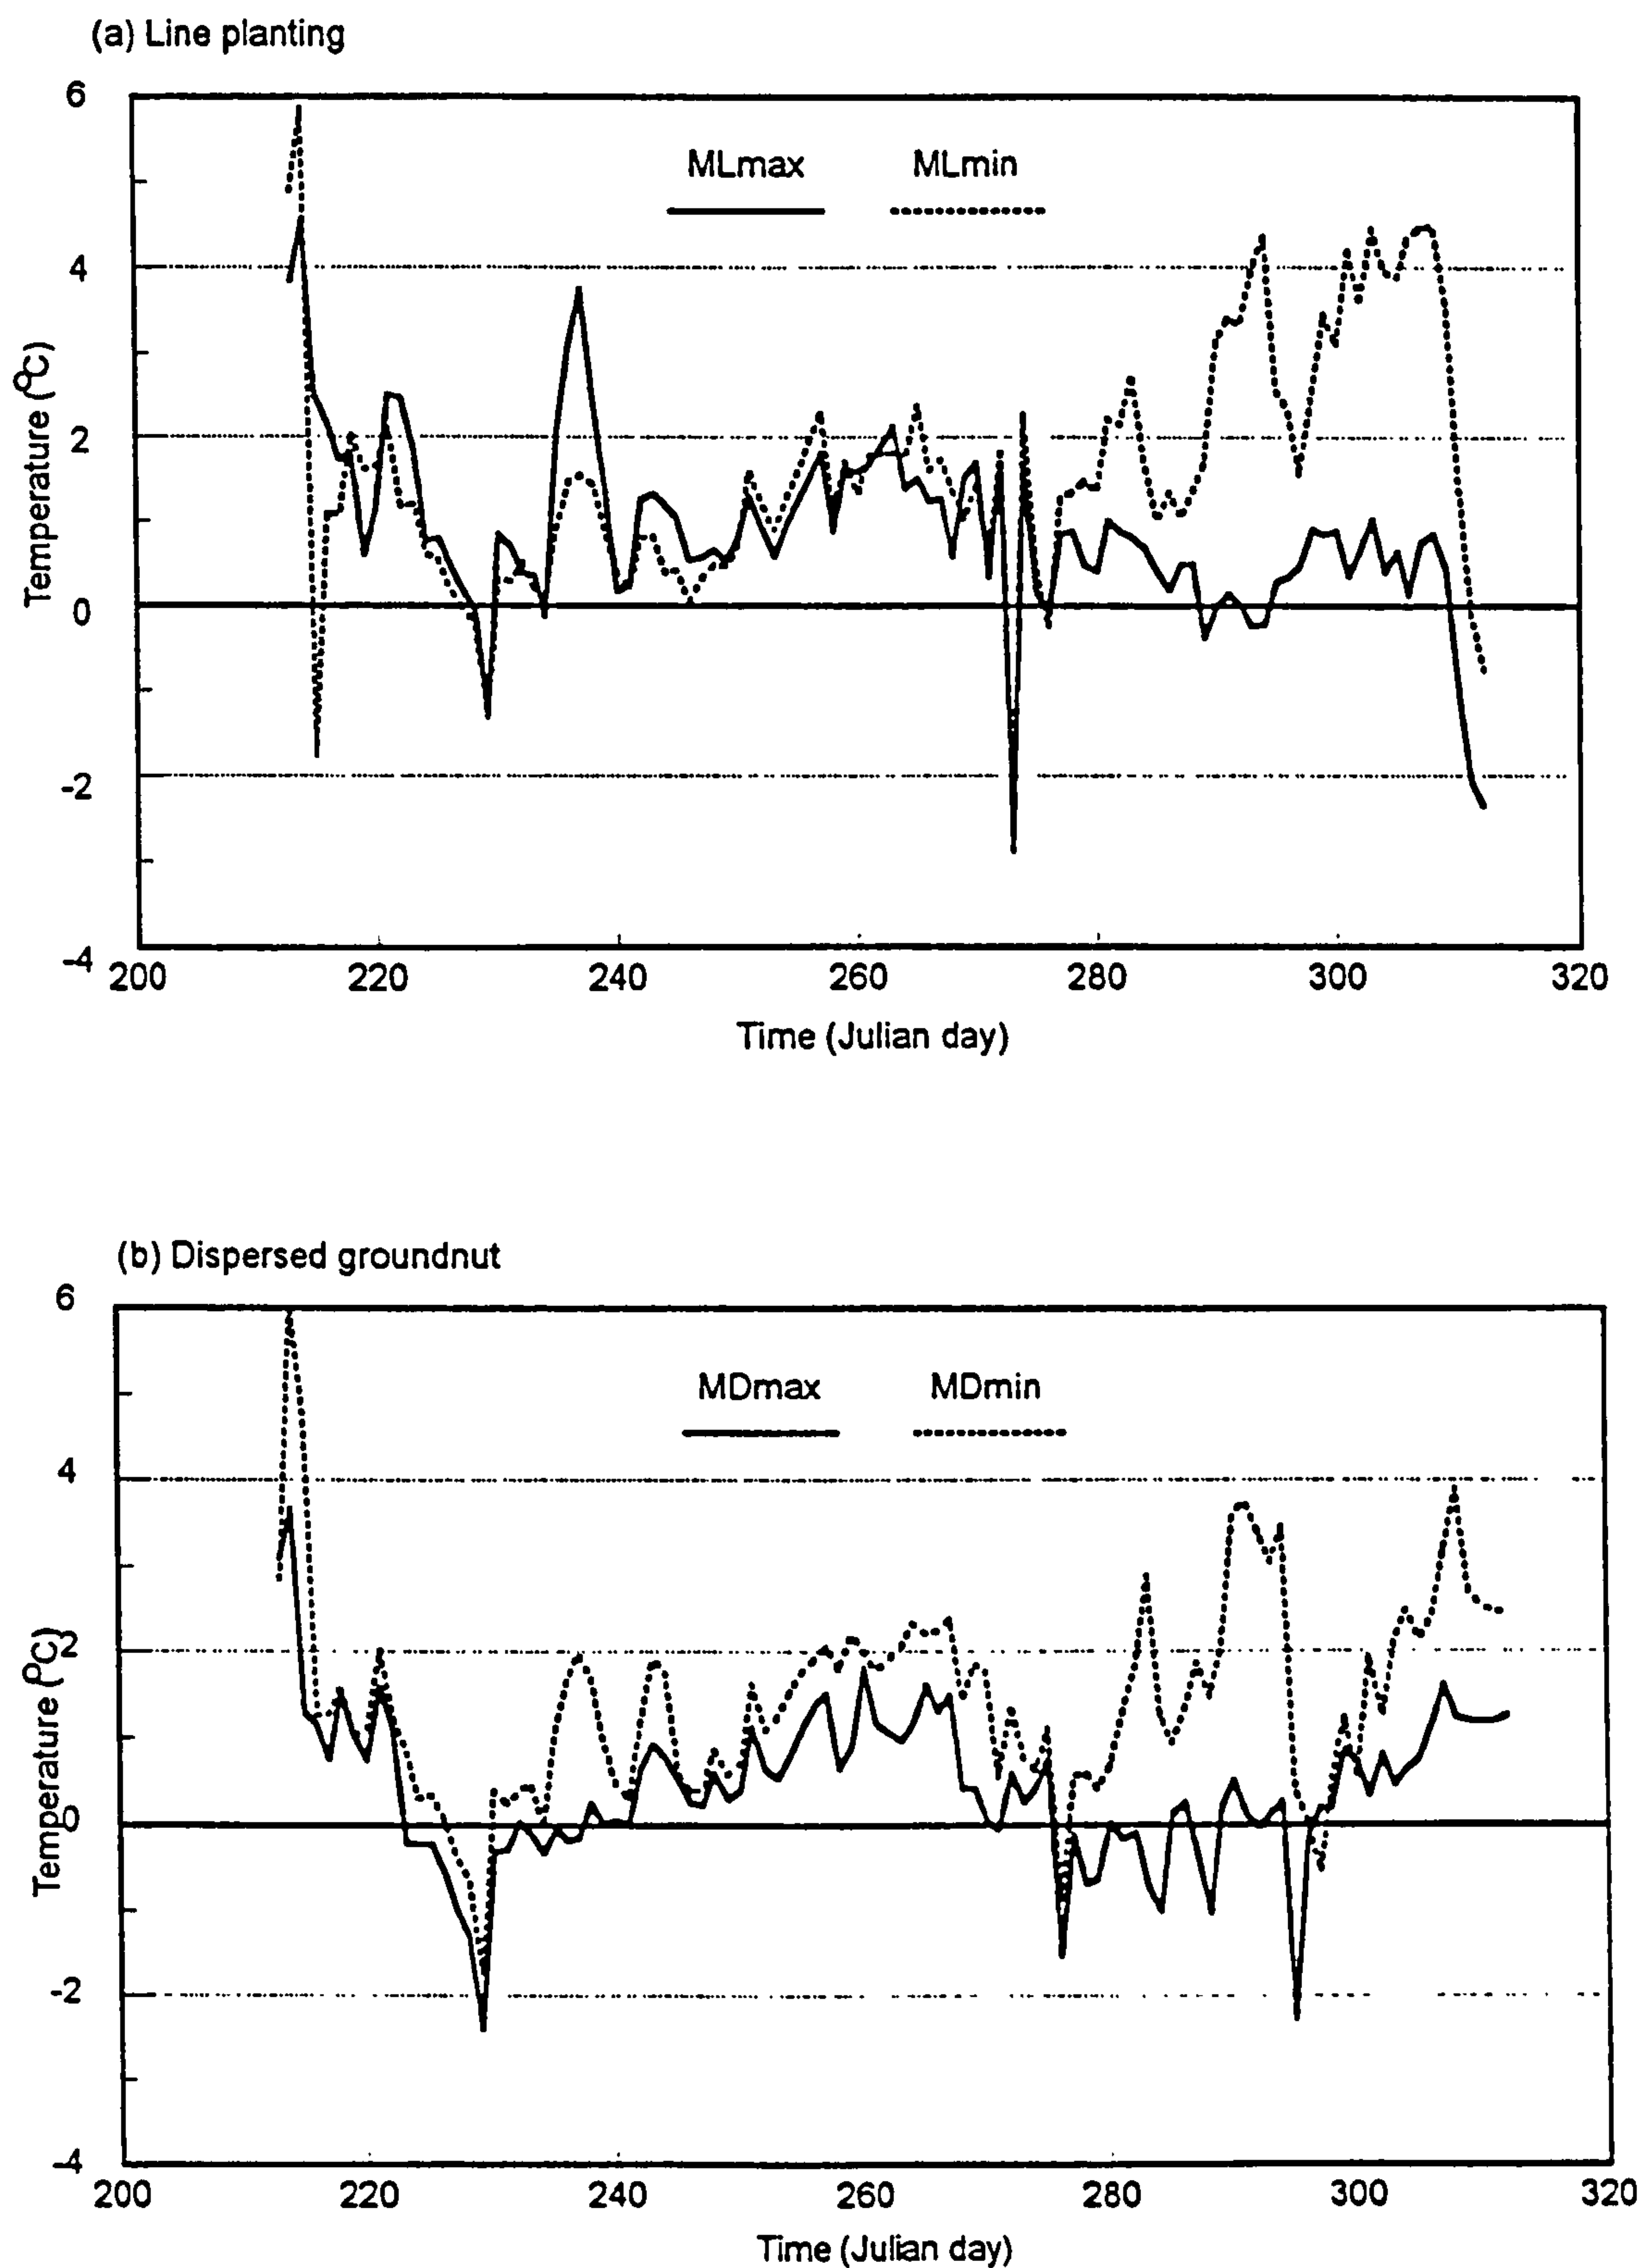 (a) Line planting
6
MLmax MLmin
4
2
0
-2
-4
Temperature (ºC)
200 220 240 260 280 300 320
Time (Julian day)
(b) Dispersed groundnut
6
MDmax MDmin
4
2
0
-2
-4
Temperature (ºC)
200 220 240 260 280 300 320
Time (Julian day)